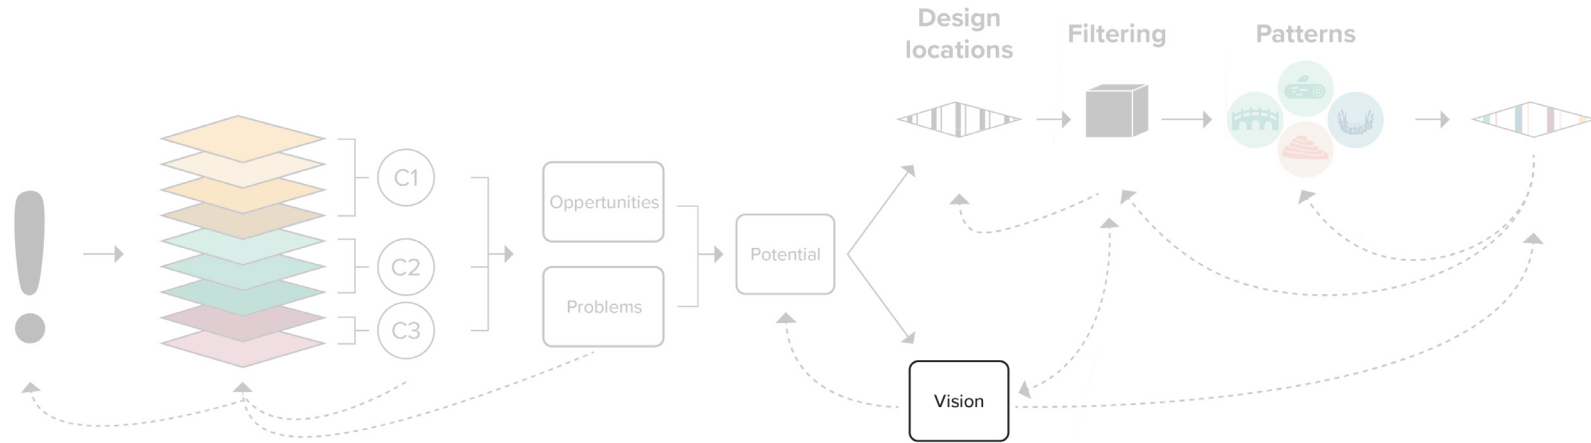 Design
locations
Filtering
Patterns
C1
C2
C3
Oppertunities
Problems
Potential
Vision